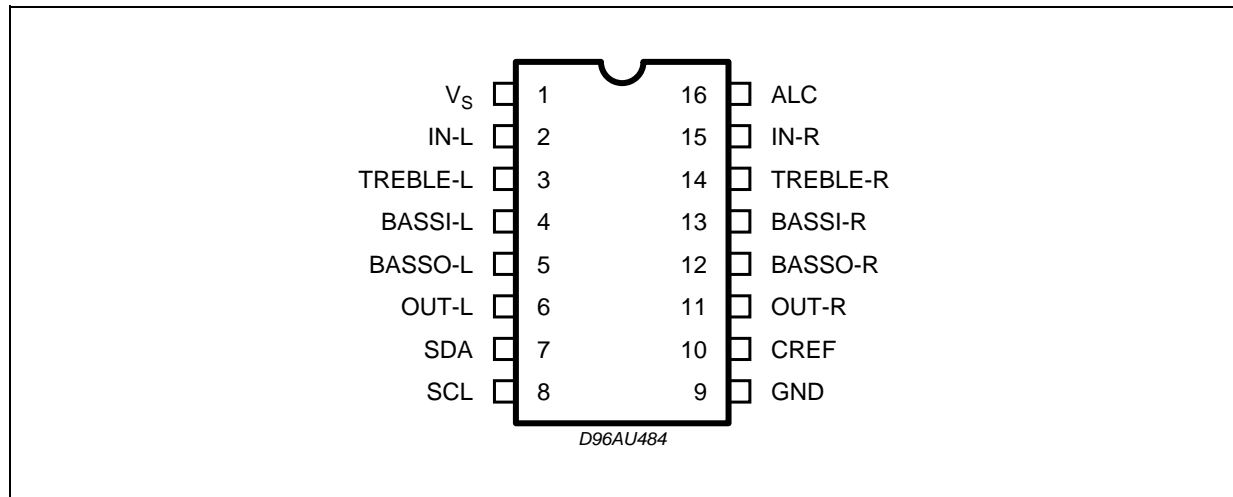 V_S 1 16 ALC
IN-L 2 15 IN-R
TREBLE-L 3 14 TREBLE-R
BASSI-L 4 13 BASSI-R
BASSO-L 5 12 BASSO-R
OUT-L 6 11 OUT-R
SDA 7 10 CREF
SCL 8 9 GND
D96AU484